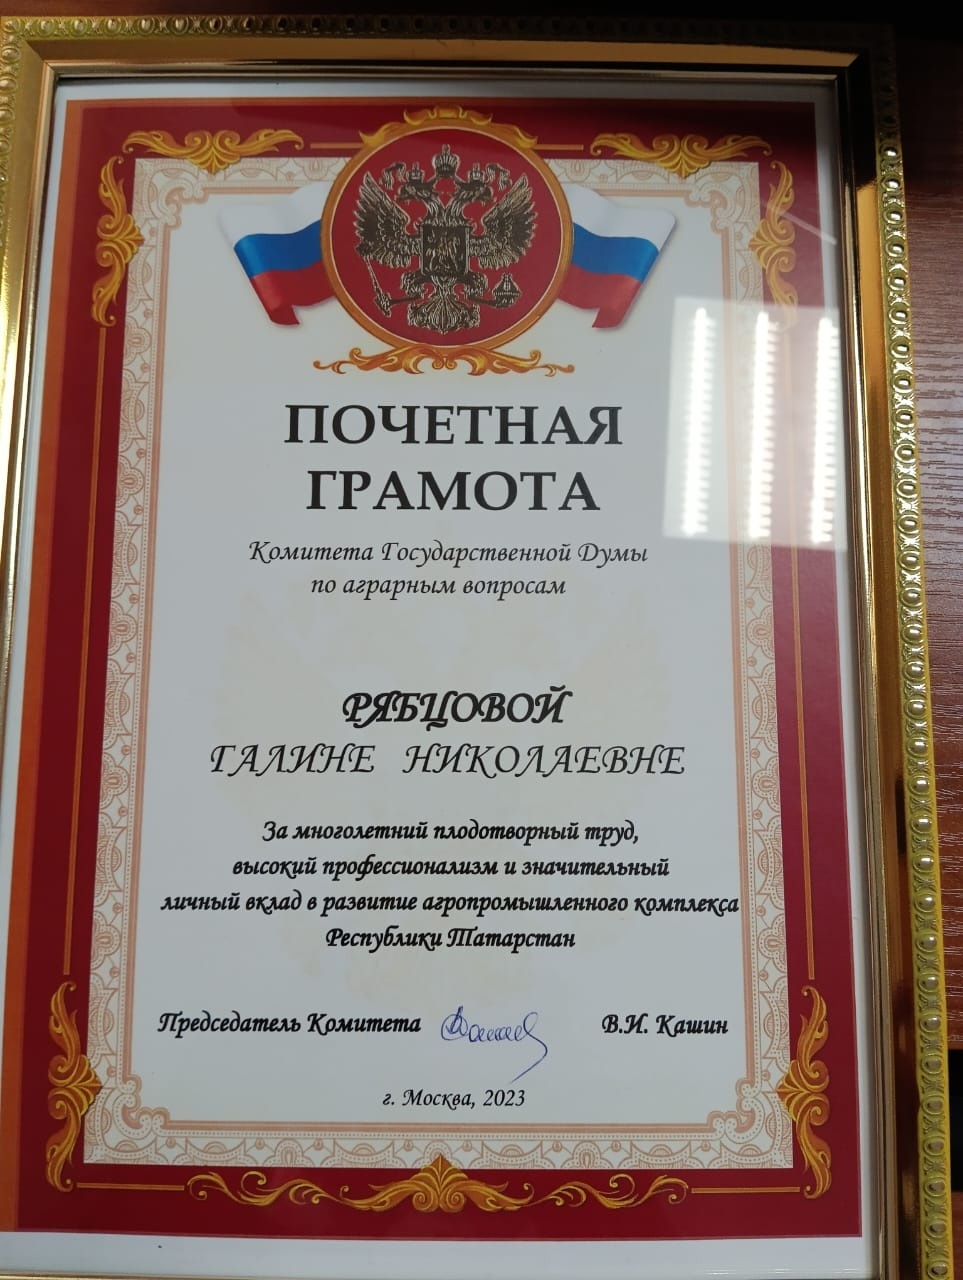 ПОЧЕТНАЯ
ГРАМОТА
Комитета Государственной Думы
по аграрным вопросам
РЯБЦОВОЙ
ГАЛИНЕ НИКОЛАЕВНЕ
За многолетний плодотворный труд,
высокий профессионализм и значительный
личный вклад в развитие агропромышленного комплекса
Республики Татарстан
Председатель Комитета В.И. Кашин
г. Москва, 2023